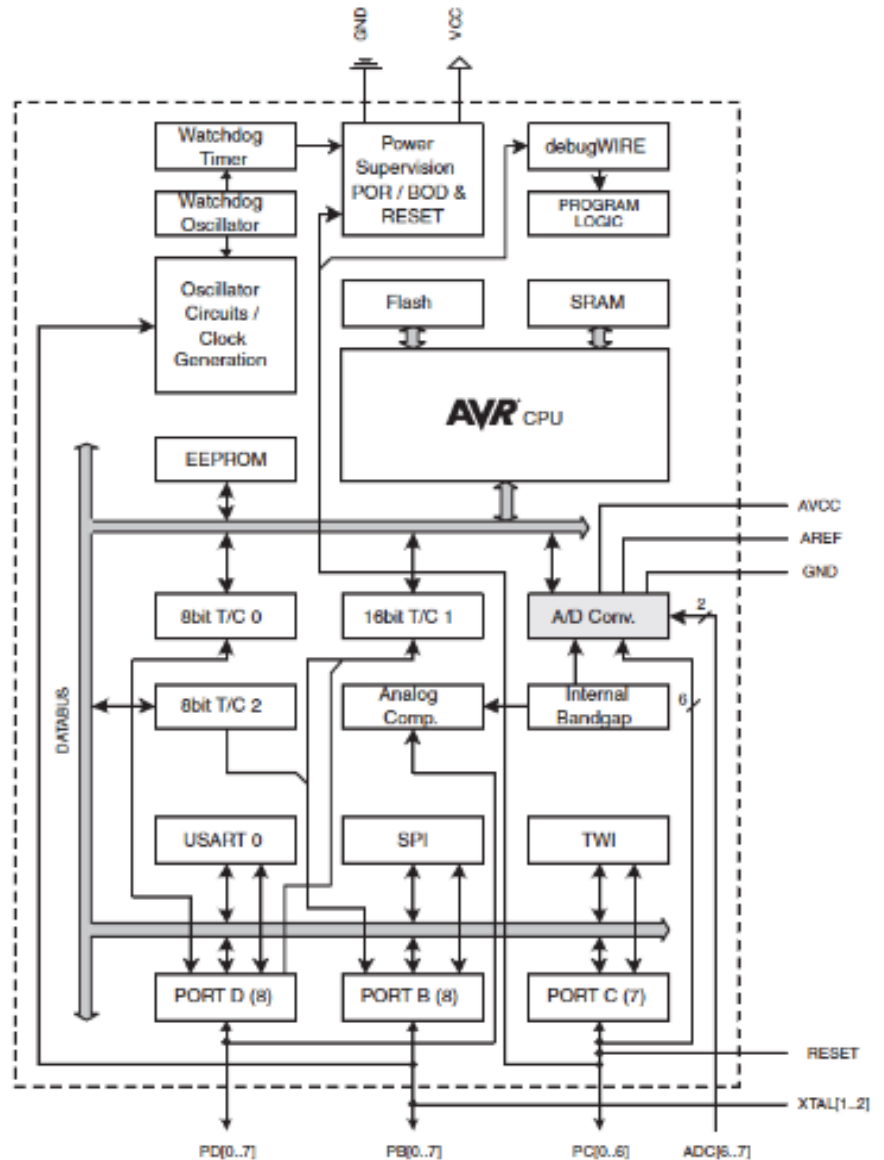 GND
VCC
Watchdog
Timer
Power
Supervision
POR / BOD &
RESET
debugWIRE
Watchdog
Oscillator
PROGRAM
LOGIC
Oscillator
Circuits /
Clock
Generation
Flash
SRAM
AVR CPU
EEPROM
AVCC
AREF
GND
8bit T/C 0
16bit T/C 1
A/D Conv.
2
DATABUS
8bit T/C 2
Analog
Comp.
Internal
Bandgap
6
USART 0
SPI
TWI
PORT D (8)
PORT B (8)
PORT C (7)
RESET
XTAL[1..2]
PD[0..7]
PB[0..7]
PC[0..6]
ADC[6..7]